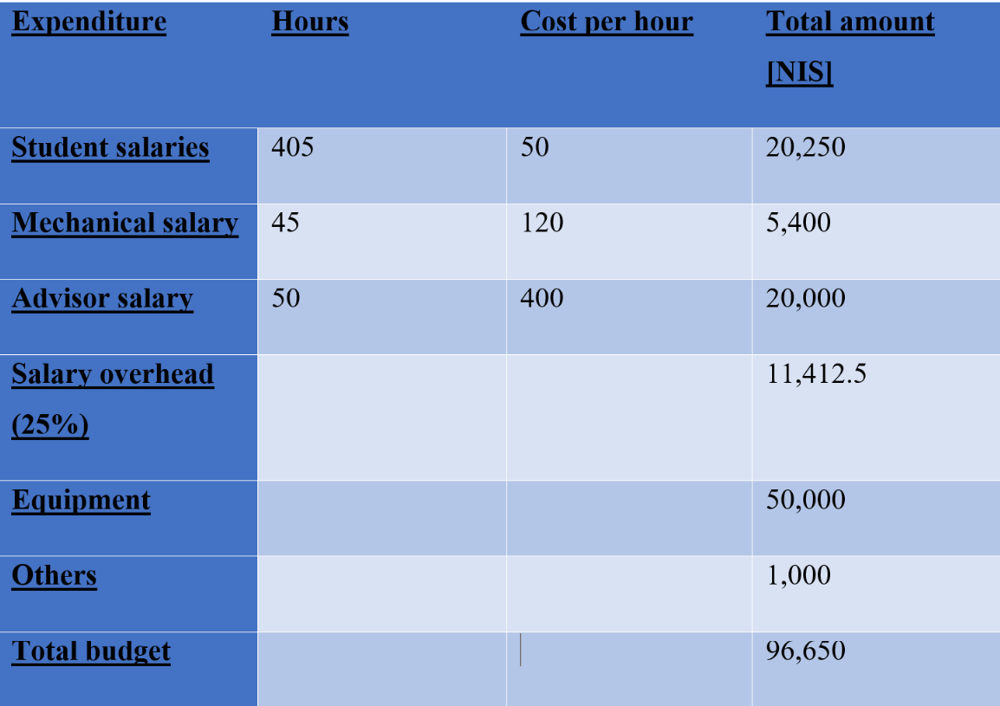 Expenditure Hours Cost per hour Total amount
[NIS]
Student salaries 405 50 20,250
Mechanical salary 45 120 5,400
Advisor salary 50 400 20,000
Salary overhead 11,412.5
(25%)
Equipment 50,000
Others 1,000
Total budget 96,650